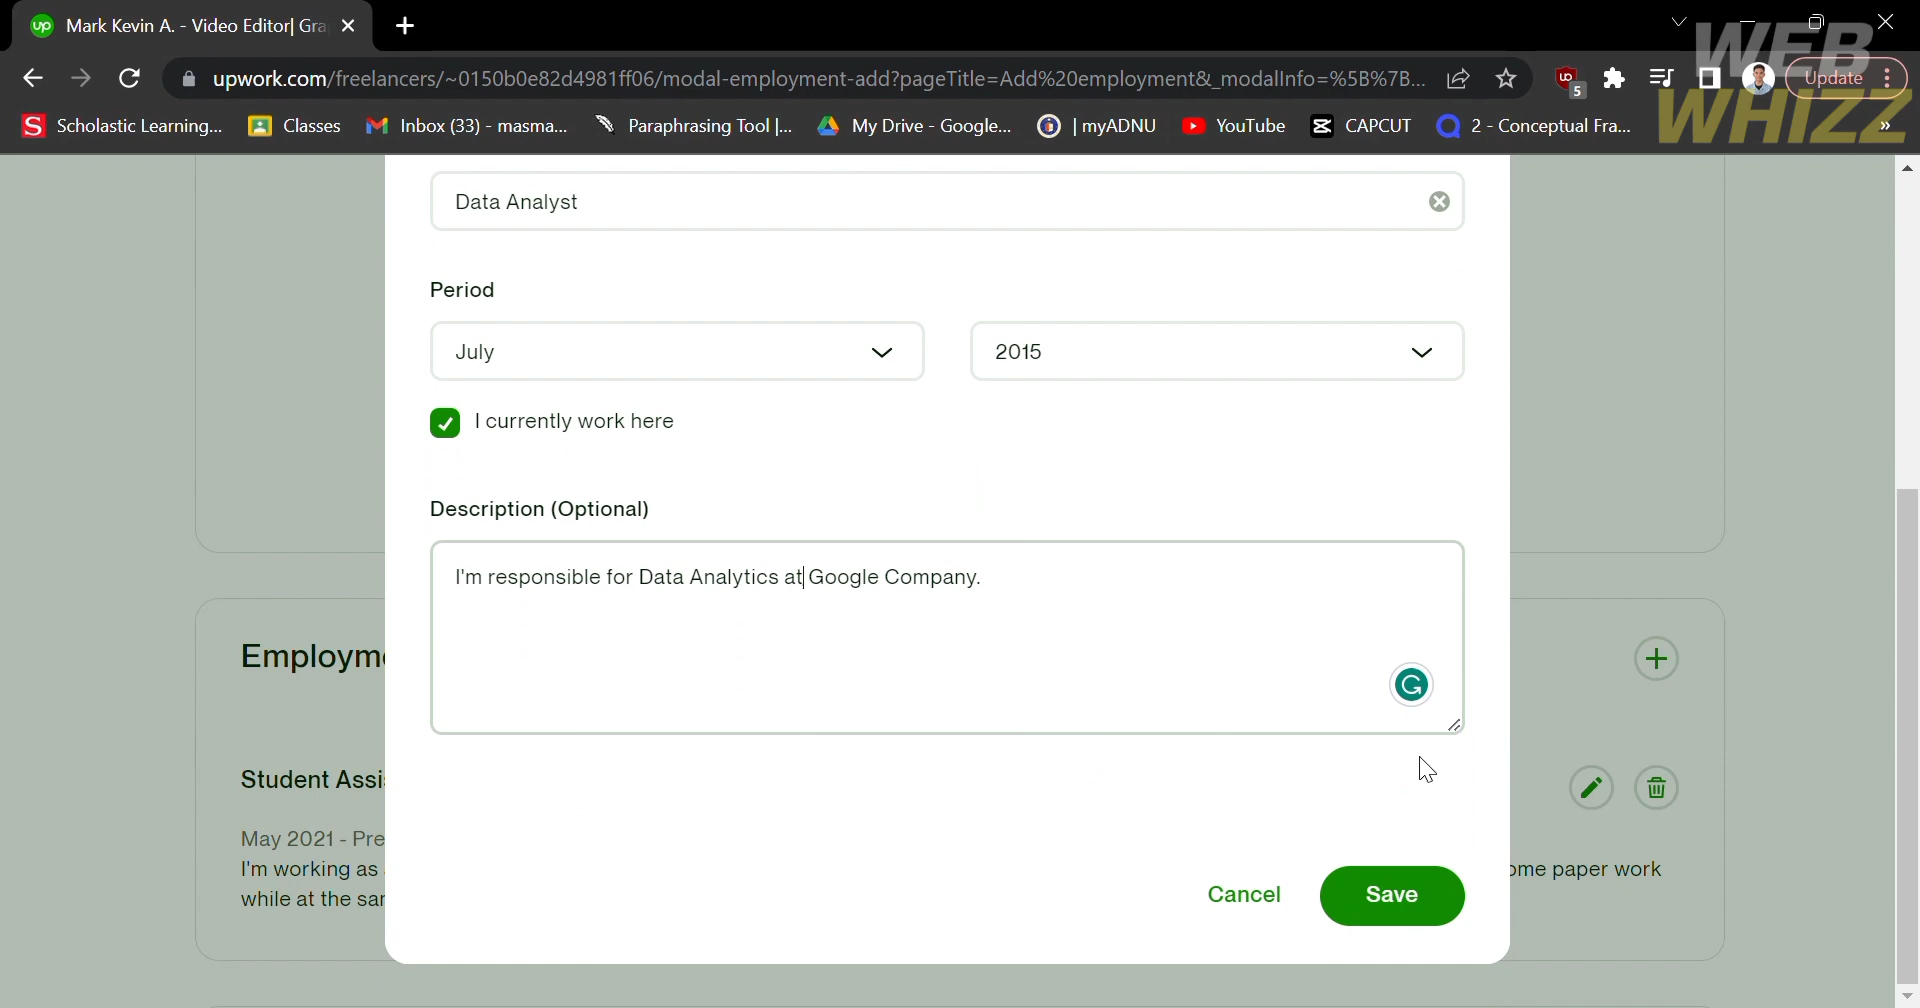 Mark Kevin A. - Video Editor| Gra
upwork.com/freelancers/~0150b0e82d4981ff06/modal-employment-add?pageTitle=Add%20employment&_modalInfo=%5B%7B...
5
Update
WEB
WHIZZ
Scholastic Learning...
Classes
Inbox (33) - masma...
Paraphrasing Tool |...
My Drive - Google...
| myADNU
YouTube
CAPCUT
2 - Conceptual Fra...
»
Data Analyst
Period
July
2015
I currently work here
Description (Optional)
I'm responsible for Data Analytics at Google Company.
Employm
Student Assi
May 2021 - Pre
I'm working as
ome paper work
while at the sar
Cancel
Save